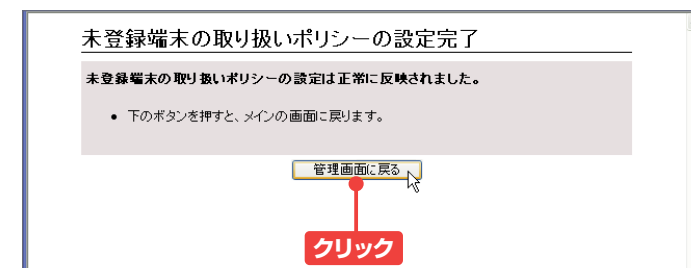 未登録端末の取り扱いポリシーの設定完了
未登録端末の取り扱いポリシーの設定は正常に反映されました。
• 下のボタンを押すと、メインの画面に戻ります。
管理画面に戻る
クリック